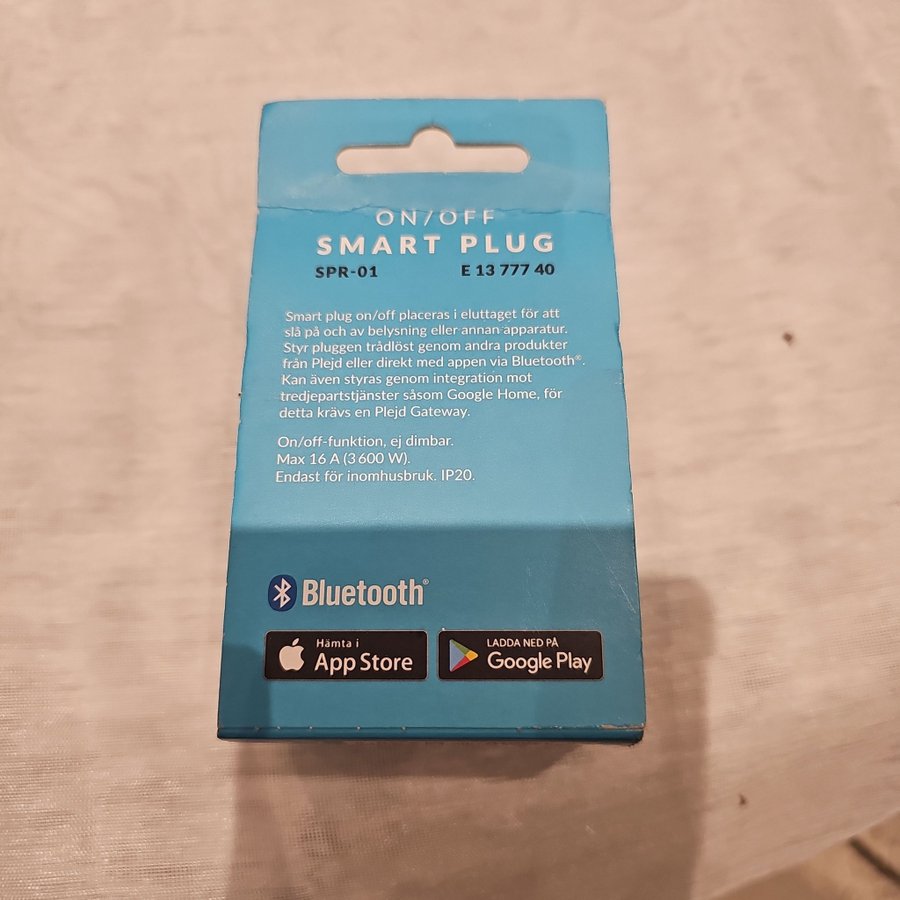 ON/OFF
SMART PLUG
SPR-01 E 13 777 40
Smart plug on/off placeras i eluttaget för att
slå på och av belysning eller annan apparatur.
Styr pluggen trådlöst genom andra produkter
från Plejd eller direkt med appen via Bluetooth®.
Kan även styras genom integration mot
tredjepartstjänster såsom Google Home, för
detta krävs en Plejd Gateway.
On/off-funktion, ej dimbar.
Max 16 A (3 600 W).
Endast för inomhusbruk. IP20.
Bluetooth®
Hämta i
App Store
LADDA NED PÅ
Google Play